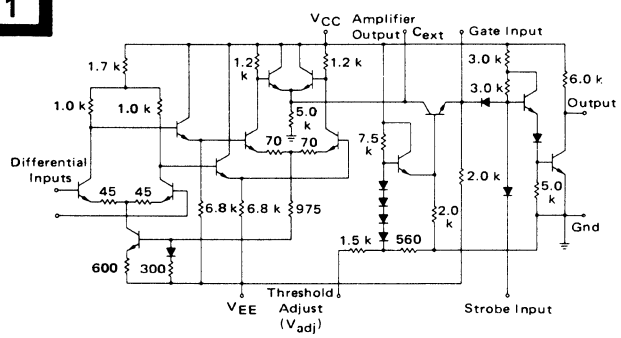 1
VCC
Amplifier
Output
Cext
Gate Input
1.7 k
1.2
k
1.2 k
3.0 k
3.0 k
6.0 k
1.0 k
1.0 k
5.0
k
Output
7.5
k
70
70
Differential
Inputs
45
45
2.0 k
5.0
k
6.8 k
6.8 k
975
2.0
k
Gnd
1.5 k
560
600
300
VEE
Threshold
Adjust
(Vadj)
Strobe Input